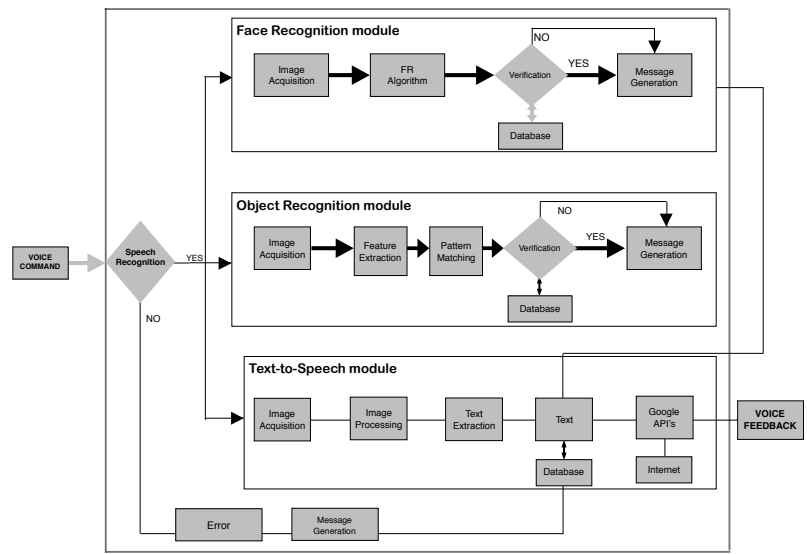 Face Recognition module
NO
Image
Acquisition
FR
Algorithm
Verification
YES
Message
Generation
Database
Object Recognition module
NO
Image
Acquisition
Feature
Extraction
Pattern
Matching
Verification
YES
Message
Generation
Database
VOICE
COMMAND
Speech
Recognition
YES
NO
Text-to-Speech module
Image
Acquisition
Image
Processing
Text
Extraction
Text
Google
API's
VOICE
FEEDBACK
Database
Internet
Error
Message
Generation